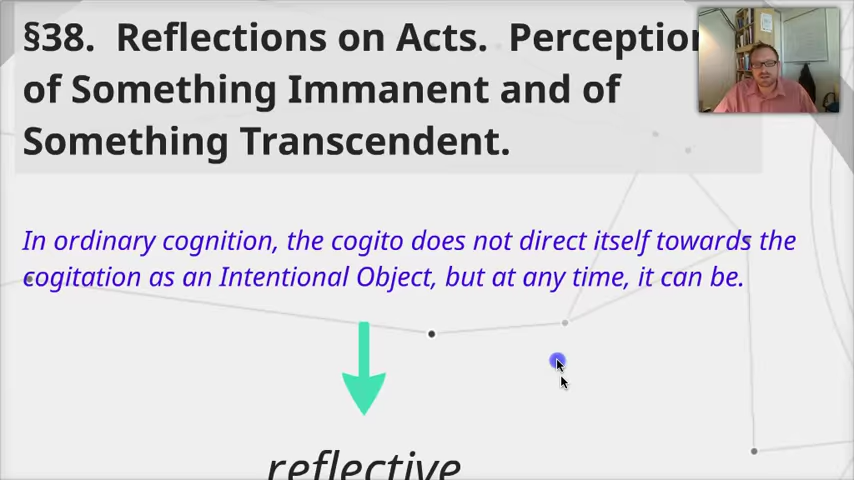 §38. Reflections on Acts. Perception
of Something Immanent and of
Something Transcendent.
In ordinary cognition, the cogito does not direct itself towards the
cogitation as an Intentional Object, but at any time, it can be.
reflective